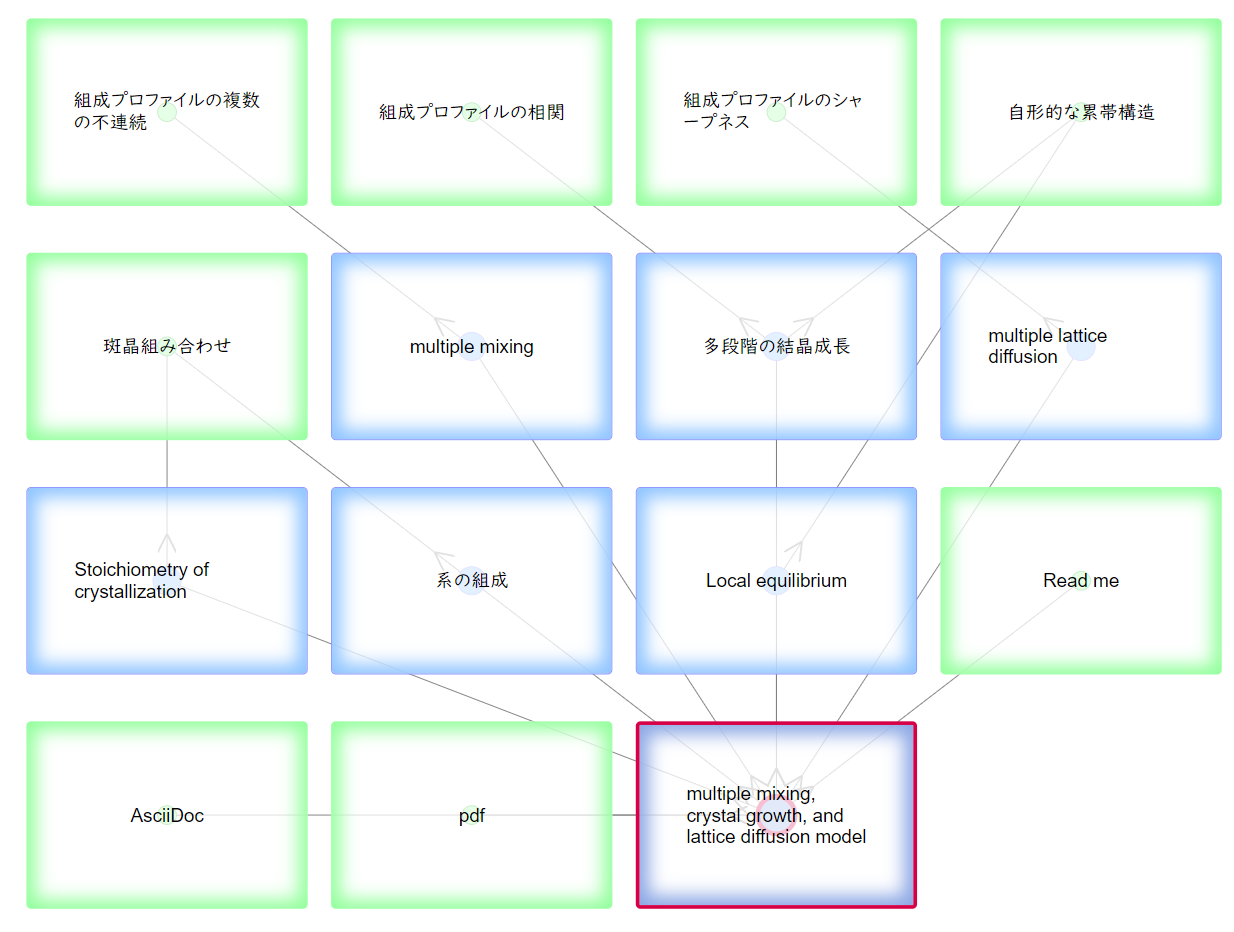 組成プロファイルの複数
の不連続
組成プロファイルの相関
組成プロファイルのシャ
ープネス
自形的な累帯構造
斑晶組み合わせ
multiple mixing
多段階の結晶成長
multiple lattice
diffusion
Stoichiometry of
crystallization
系の組成
Local equilibrium
Read me
AsciiDoc
pdf
multiple mixing,
crystal growth, and
lattice diffusion model